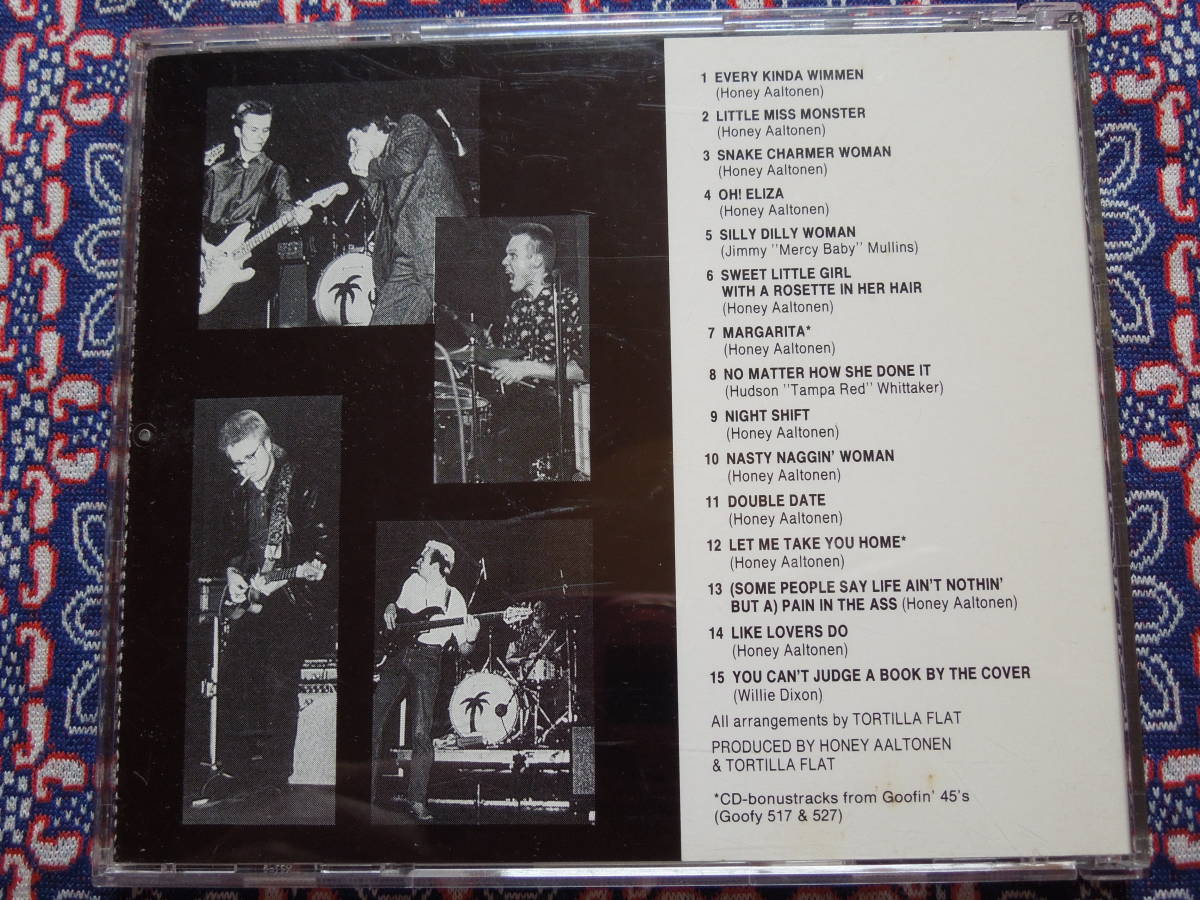 1 EVERY KINDA WIMMEN
(Honey Aaltonen)
2 LITTLE MISS MONSTER
(Honey Aaltonen)
3 SNAKE CHARMER WOMAN
(Honey Aaltonen)
4 OH! ELIZA
(Honey Aaltonen)
5 SILLY DILLY WOMAN
(Jimmy "Mercy Baby" Mullins)
6 SWEET LITTLE GIRL
WITH A ROSETTE IN HER HAIR
(Honey Aaltonen)
7 MARGARITA*
(Honey Aaltonen)
8 NO MATTER HOW SHE DONE IT
(Hudson "Tampa Red" Whittaker)
9 NIGHT SHIFT
(Honey Aaltonen)
10 NASTY NAGGIN' WOMAN
(Honey Aaltonen)
11 DOUBLE DATE
(Honey Aaltonen)
12 LET ME TAKE YOU HOME*
(Honey Aaltonen)
13 (SOME PEOPLE SAY LIFE AIN'T NOTHIN'
BUT A) PAIN IN THE ASS (Honey Aaltonen)
14 LIKE LOVERS DO
(Honey Aaltonen)
15 YOU CAN'T JUDGE A BOOK BY THE COVER
(Willie Dixon)
All arrangements by TORTILLA FLAT
PRODUCED BY HONEY AALTONEN
& TORTILLA FLAT
*CD-bonustracks from Goofin' 45's
(Goofy 517 & 527)